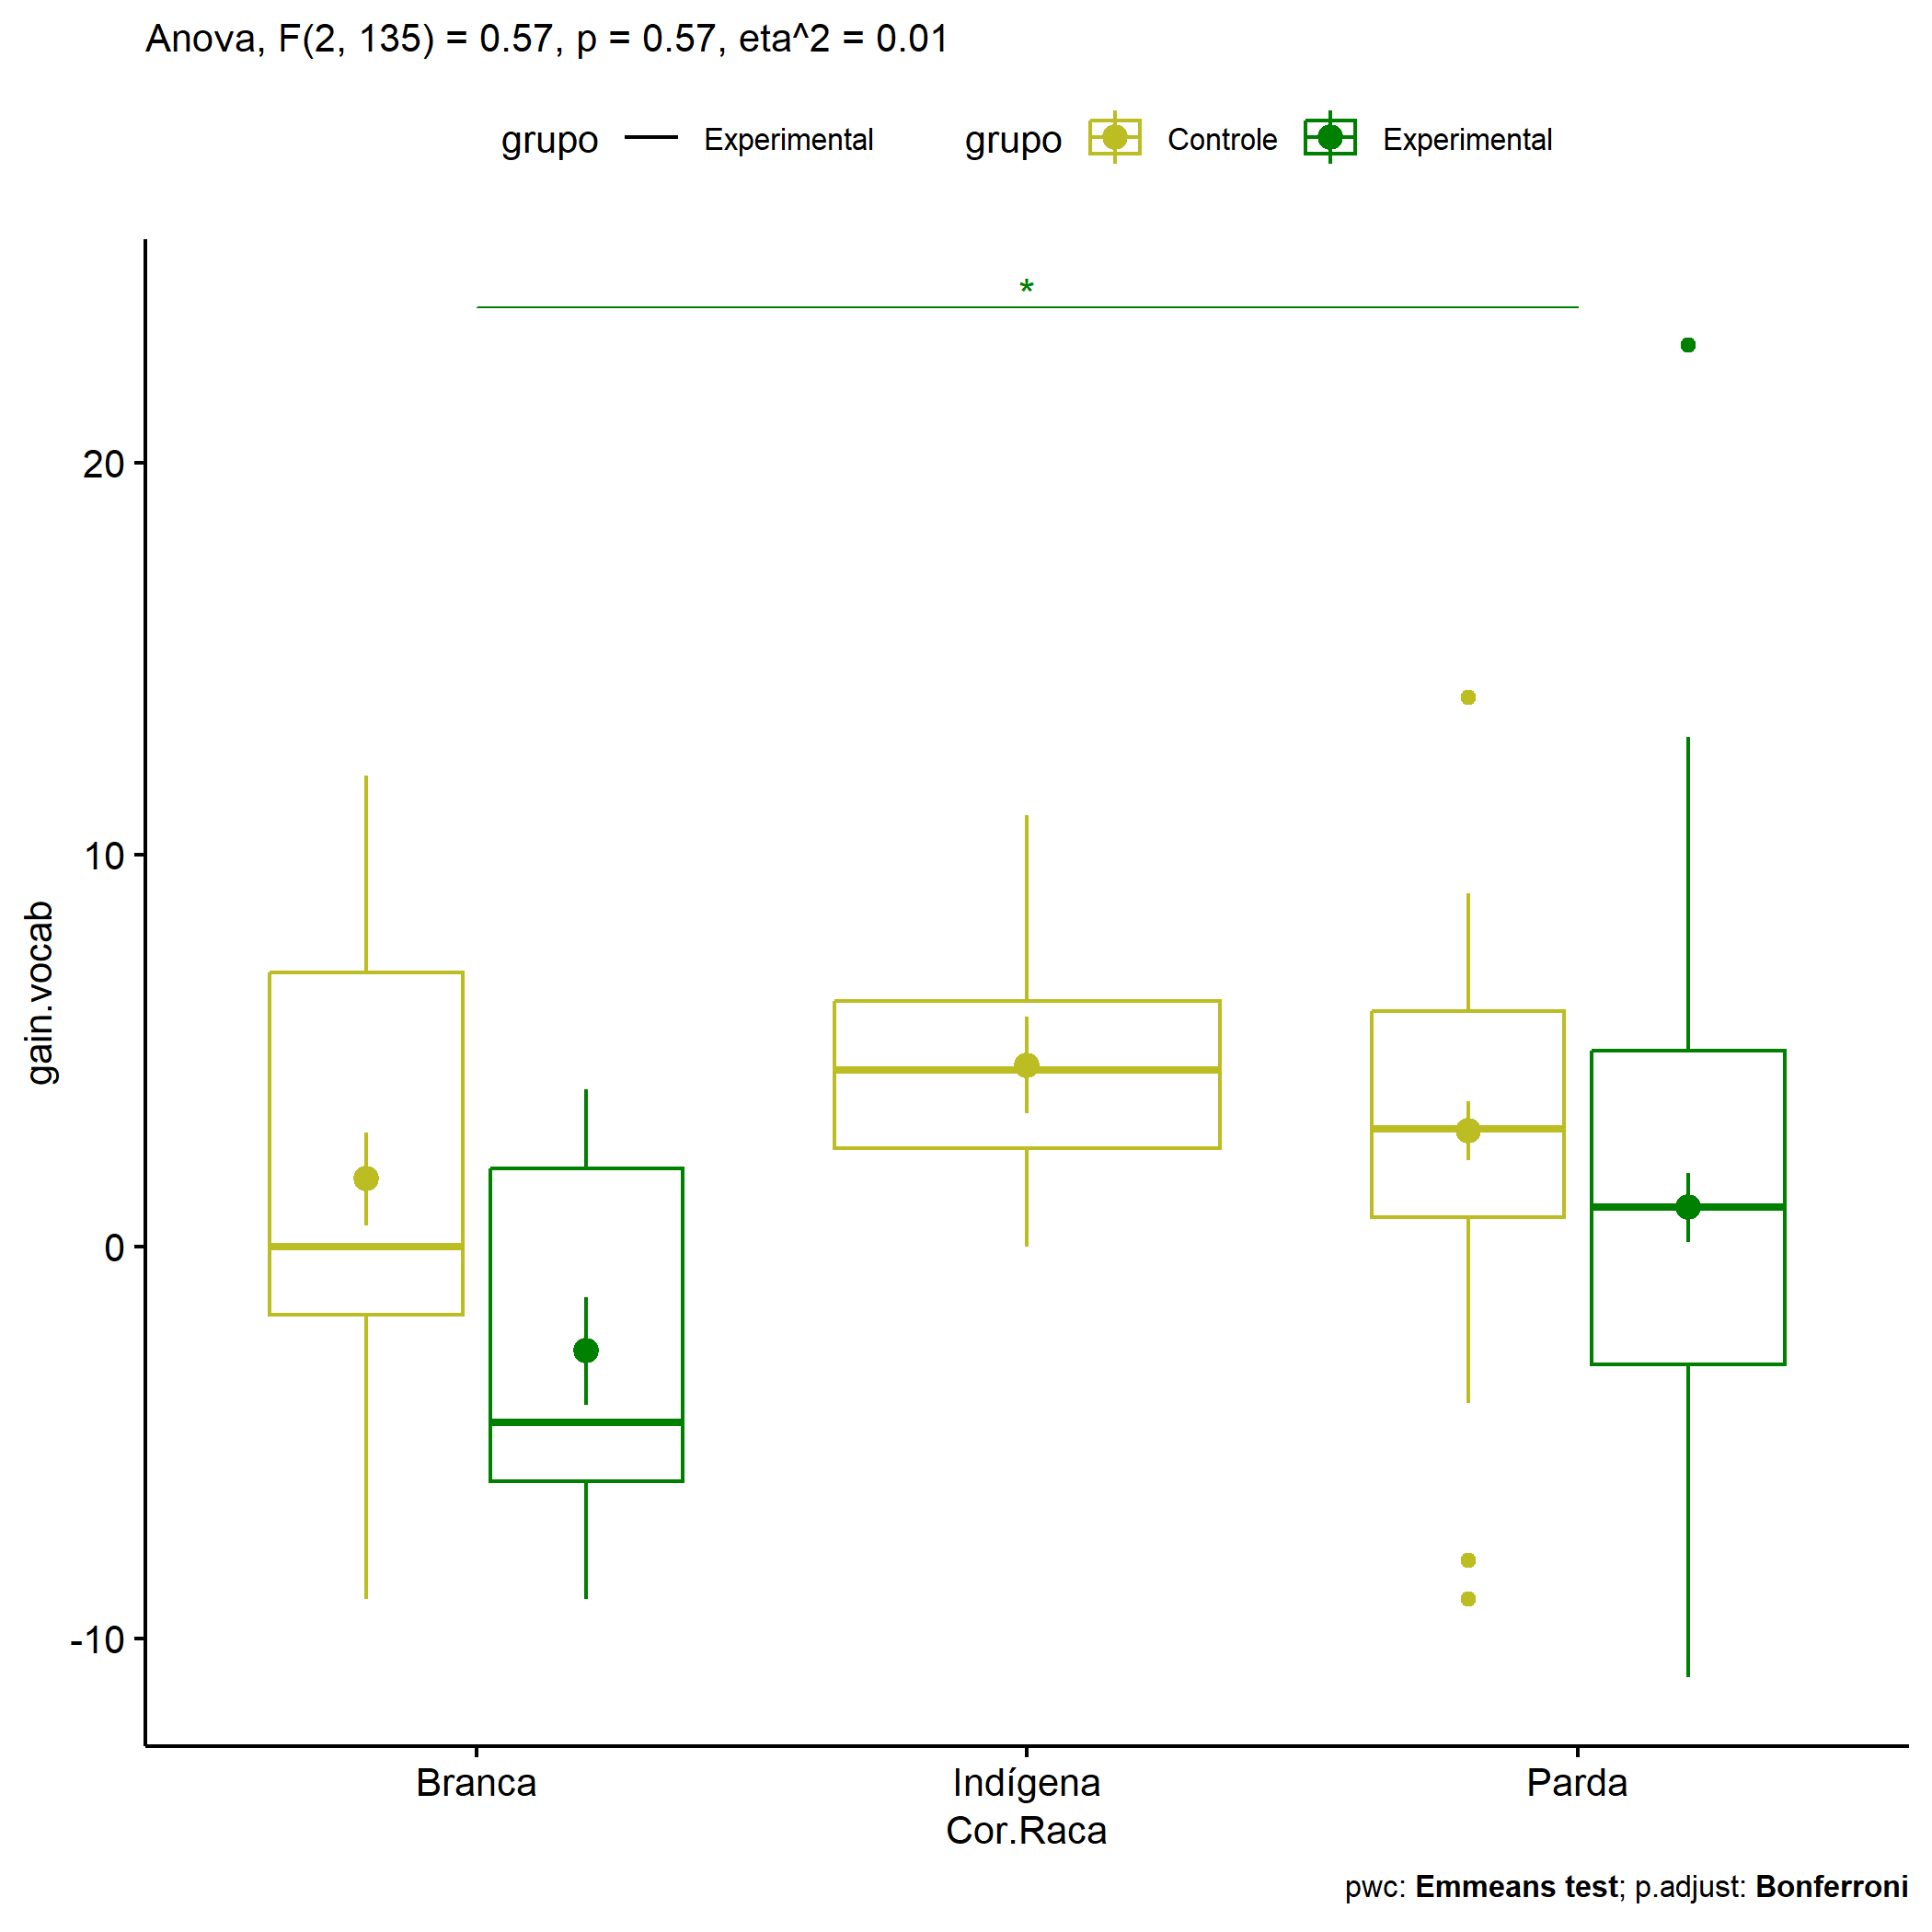 Anova, F(2, 135) = 0.57, p = 0.57, eta^2 = 0.01
grupo Experimental grupo Controle Experimental
*
20
10
0
-10
gain.vocab
Branca Indígena Parda
Cor.Raca
pwc: Emmeans test; p.adjust: Bonferroni